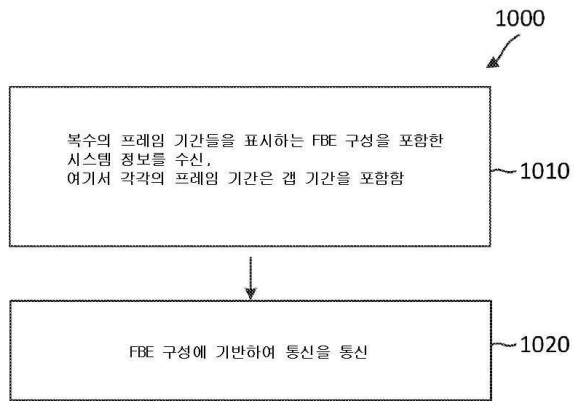 1000
복수의 프레임 기간들을 표시하는 FBE 구성을 포함한
시스템 정보를 수신,
여기서 각각의 프레임 기간은 갭 기간을 포함함
1010
FBE 구성에 기반하여 통신을 통신
1020